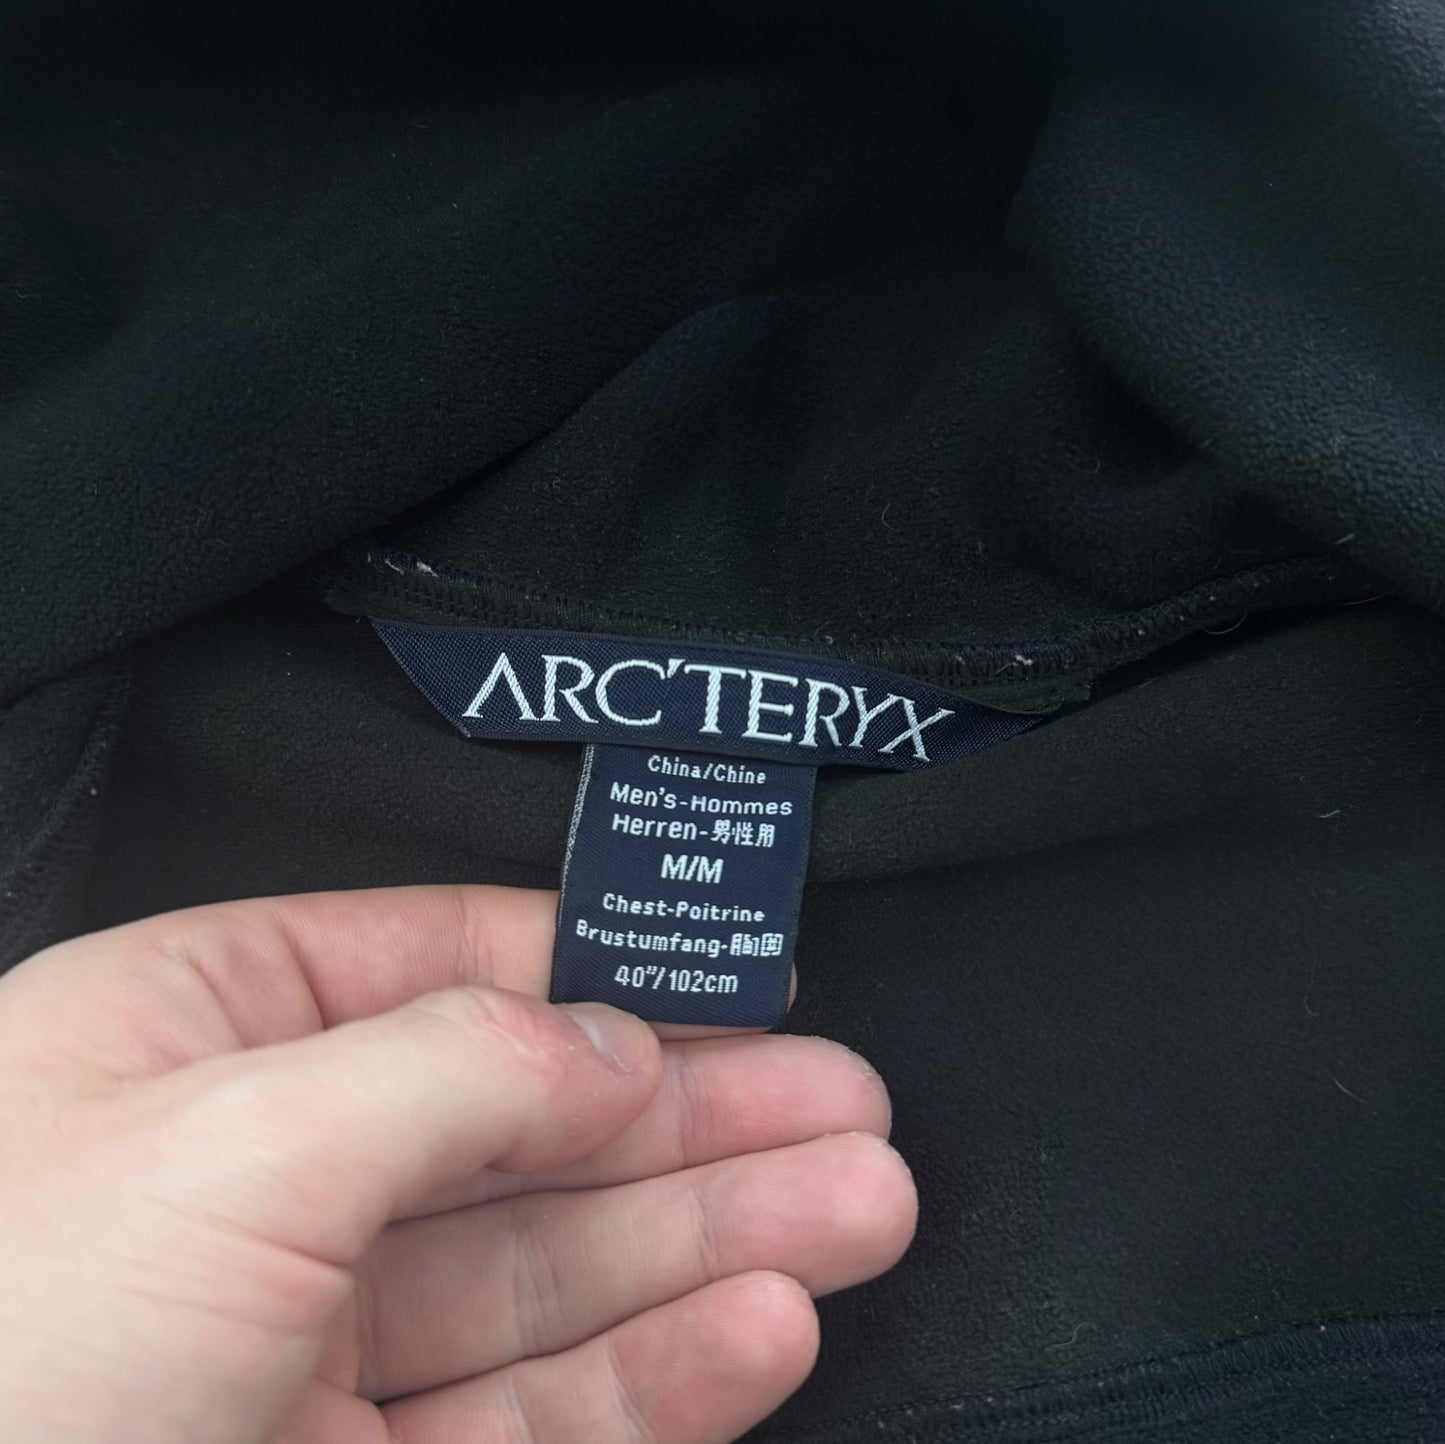 ARC'TERYX
China/Chine
Men's-Hommes
Herren-男性用
M/M
Chest-Poitrine
Brustumfang-胸囲
40"/102cm